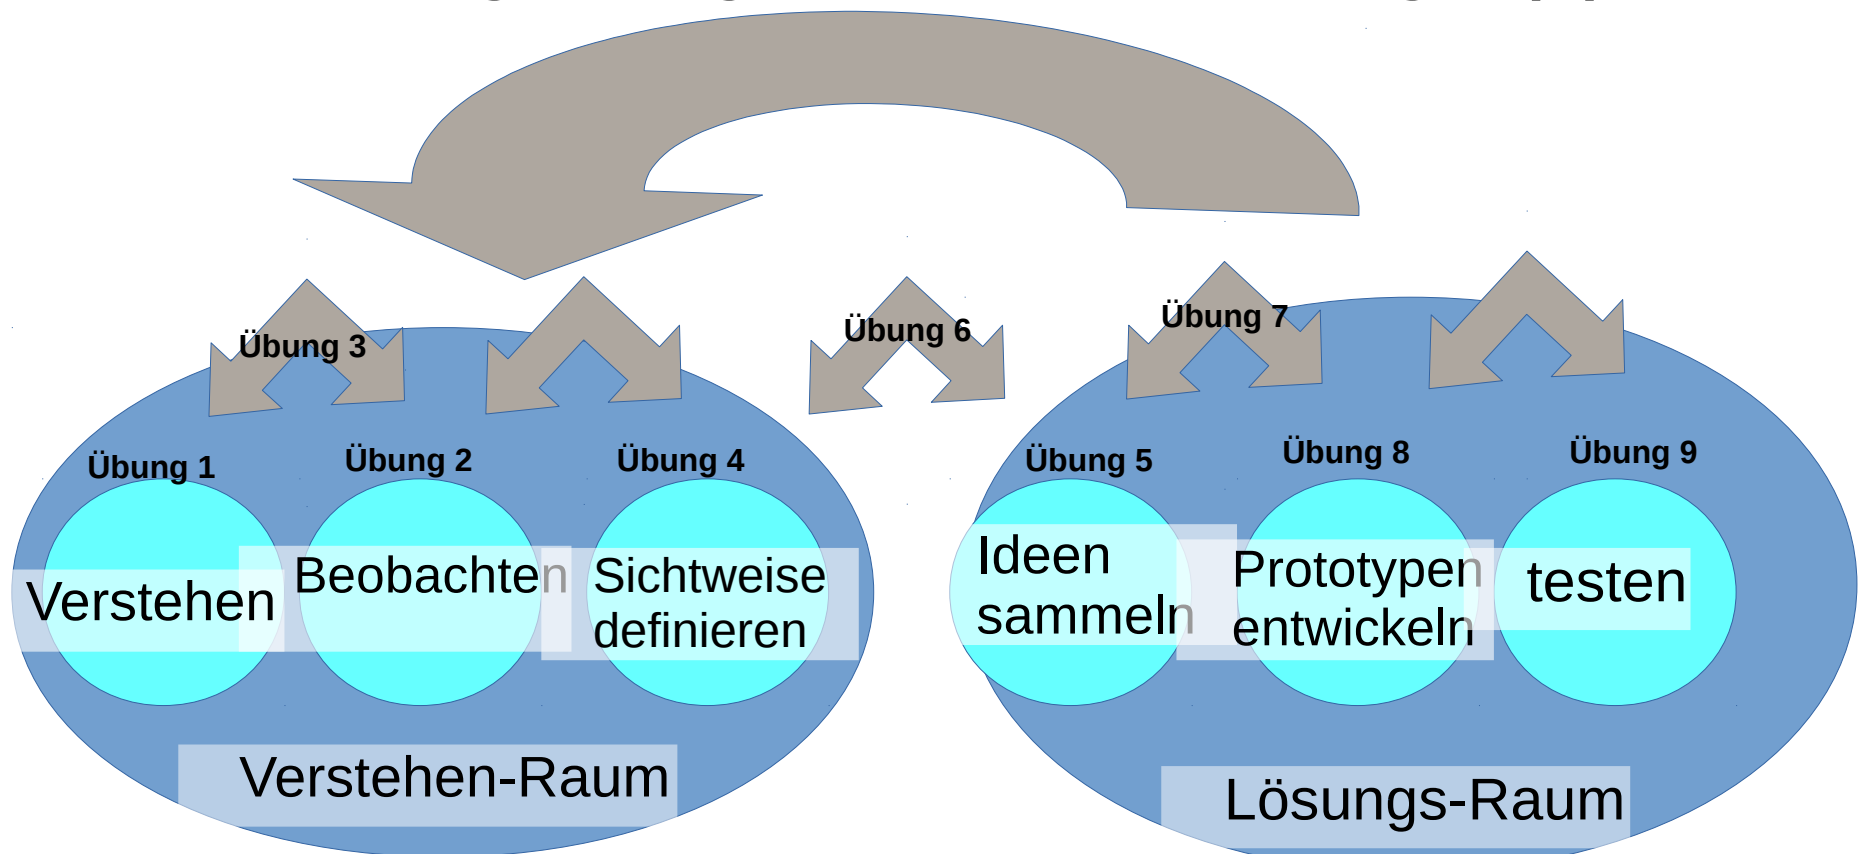 Übung 3
Übung 6
Übung 7
Übung 1
Übung 2
Übung 4
Übung 5
Übung 8
Übung 9
Verstehen
Beobachten
Sichtweise
definieren
Ideen
sammeln
Prototypen
entwickeln
testen
Verstehen-Raum
Lösungs-Raum